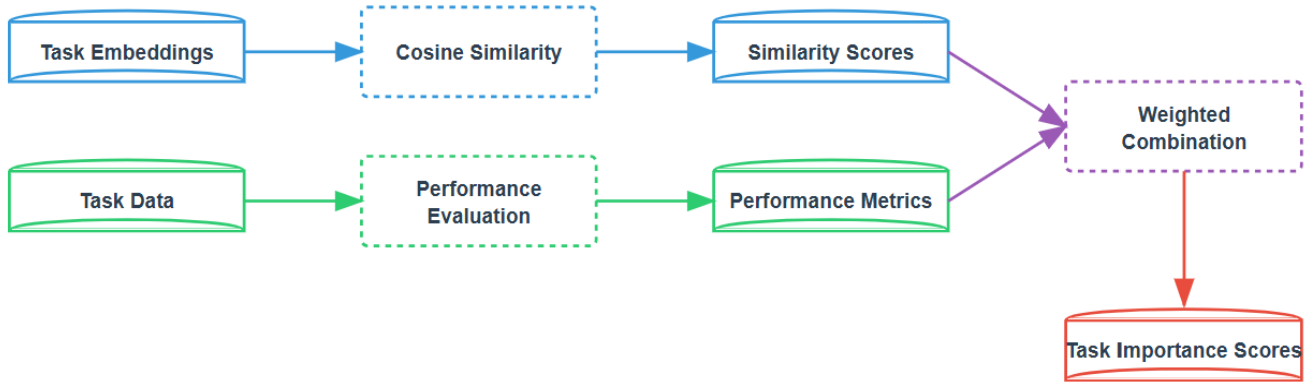 Task Embeddings
Cosine Similarity
Similarity Scores
Weighted
Combination
Task Data
Performance
Evaluation
Performance Metrics
Task Importance Scores